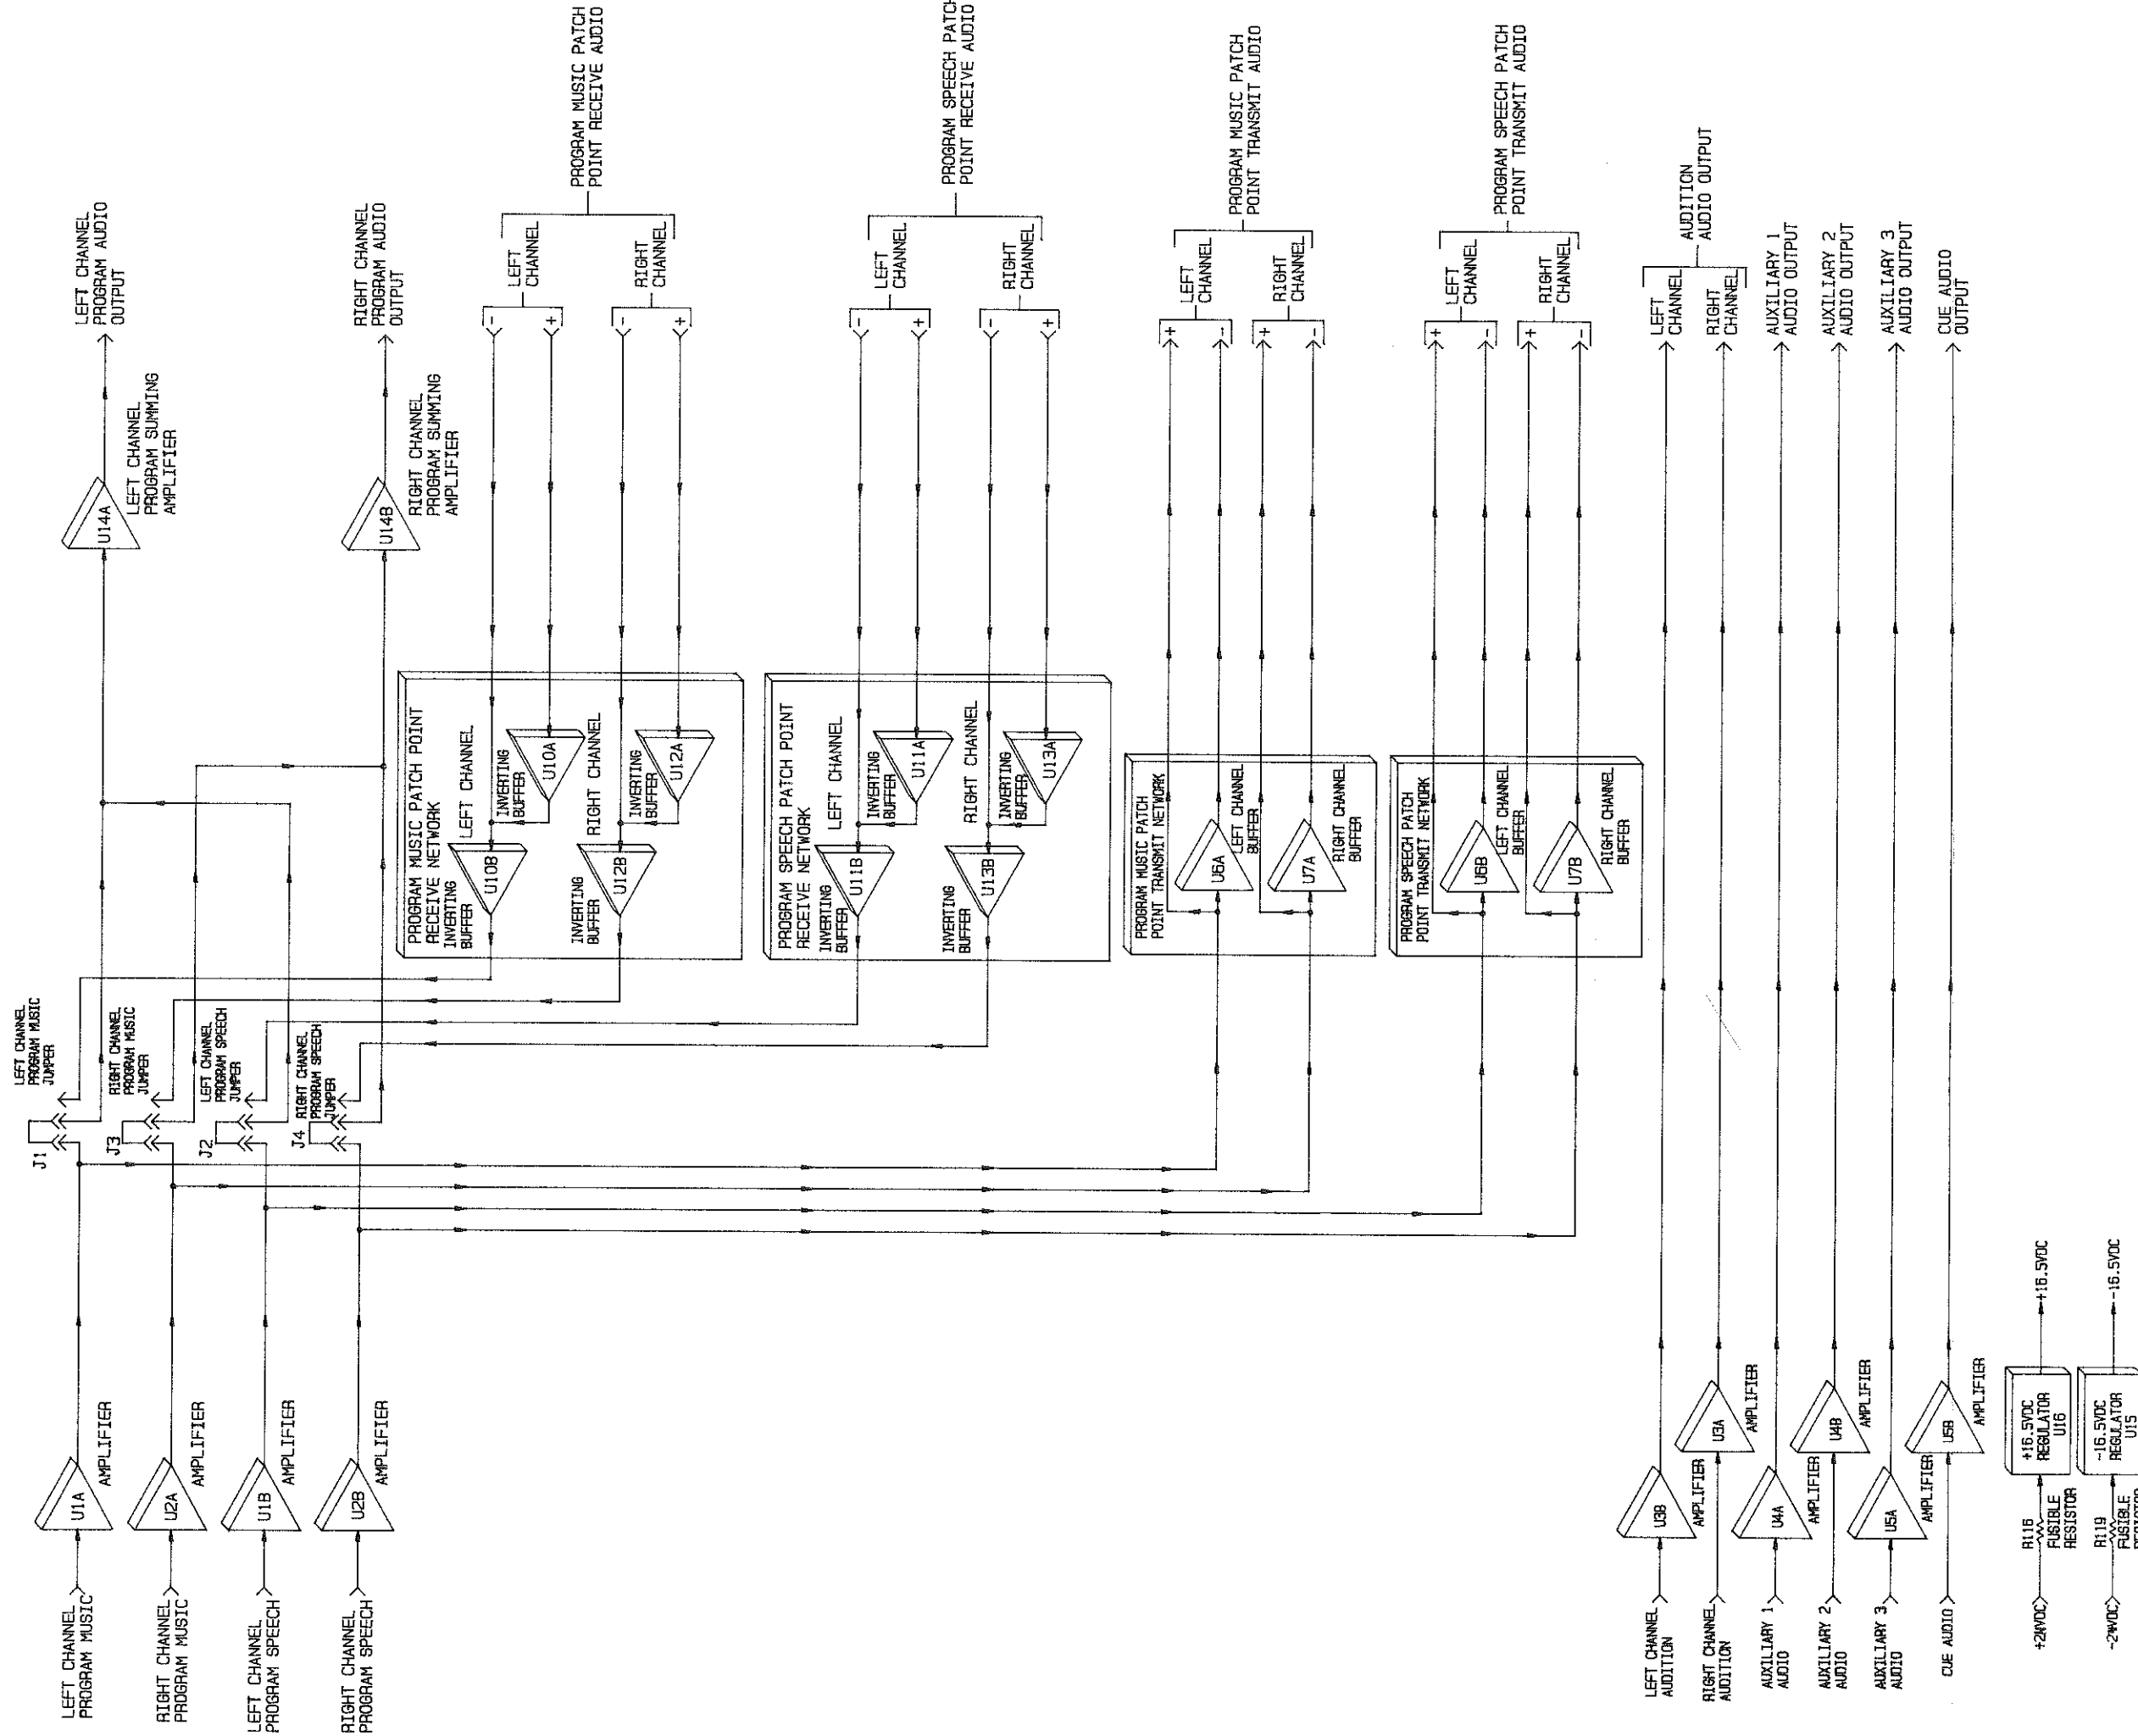 LEFT CHANNEL
PROGRAM MUSIC
U1A
AMPLIFIER
RIGHT CHANNEL
PROGRAM MUSIC
U2A
AMPLIFIER
LEFT CHANNEL
PROGRAM SPEECH
U1B
AMPLIFIER
RIGHT CHANNEL
PROGRAM SPEECH
U2B
AMPLIFIER
J1
LEFT CHANNEL
PROGRAM MUSIC
JUMPER
J3
RIGHT CHANNEL
PROGRAM MUSIC
JUMPER
J2
LEFT CHANNEL
PROGRAM SPEECH
JUMPER
J4
RIGHT CHANNEL
PROGRAM SPEECH
JUMPER
U14A
LEFT CHANNEL
PROGRAM SUMMING
AMPLIFIER
LEFT CHANNEL
PROGRAM AUDIO
OUTPUT
U14B
RIGHT CHANNEL
PROGRAM SUMMING
AMPLIFIER
RIGHT CHANNEL
PROGRAM AUDIO
OUTPUT
PROGRAM MUSIC PATCH POINT
RECEIVE NETWORK
INVERTING
BUFFER
U10B
LEFT CHANNEL
INVERTING
BUFFER
U10A
INVERTING
BUFFER
U12B
RIGHT CHANNEL
INVERTING
BUFFER
U12A
-
+
LEFT
CHANNEL
-
+
RIGHT
CHANNEL
PROGRAM MUSIC PATCH
POINT RECEIVE AUDIO
PROGRAM SPEECH PATCH POINT
RECEIVE NETWORK
INVERTING
BUFFER
U11B
LEFT CHANNEL
INVERTING
BUFFER
U11A
INVERTING
BUFFER
U13B
RIGHT CHANNEL
INVERTING
BUFFER
U13A
-
+
LEFT
CHANNEL
-
+
RIGHT
CHANNEL
PROGRAM SPEECH PATCH
POINT RECEIVE AUDIO
PROGRAM MUSIC PATCH
POINT TRANSMIT NETWORK
U6A
LEFT CHANNEL
BUFFER
U7A
RIGHT CHANNEL
BUFFER
+
-
LEFT
CHANNEL
+
-
RIGHT
CHANNEL
PROGRAM MUSIC PATCH
POINT TRANSMIT AUDIO
PROGRAM SPEECH PATCH
POINT TRANSMIT NETWORK
U6B
LEFT CHANNEL
BUFFER
U7B
RIGHT CHANNEL
BUFFER
+
-
LEFT
CHANNEL
+
-
RIGHT
CHANNEL
PROGRAM SPEECH PATCH
POINT TRANSMIT AUDIO
LEFT CHANNEL
AUDITION
U3B
AMPLIFIER
LEFT
CHANNEL
RIGHT CHANNEL
AUDITION
U3A
AMPLIFIER
RIGHT
CHANNEL
AUDITION
AUDIO OUTPUT
AUXILIARY 1
AUDIO
U4A
AMPLIFIER
AUXILIARY 1
AUDIO OUTPUT
AUXILIARY 2
AUDIO
U4B
AMPLIFIER
AUXILIARY 2
AUDIO OUTPUT
AUXILIARY 3
AUDIO
U5A
AMPLIFIER
AUXILIARY 3
AUDIO OUTPUT
CUE AUDIO
U5B
AMPLIFIER
CUE AUDIO
OUTPUT
+24VDC
R116
FUSIBLE
RESISTOR
+16.5VDC
REGULATOR
U16
+16.5VDC
-24VDC
R119
FUSIBLE
-16.5VDC
REGULATOR
U15
-16.5VDC